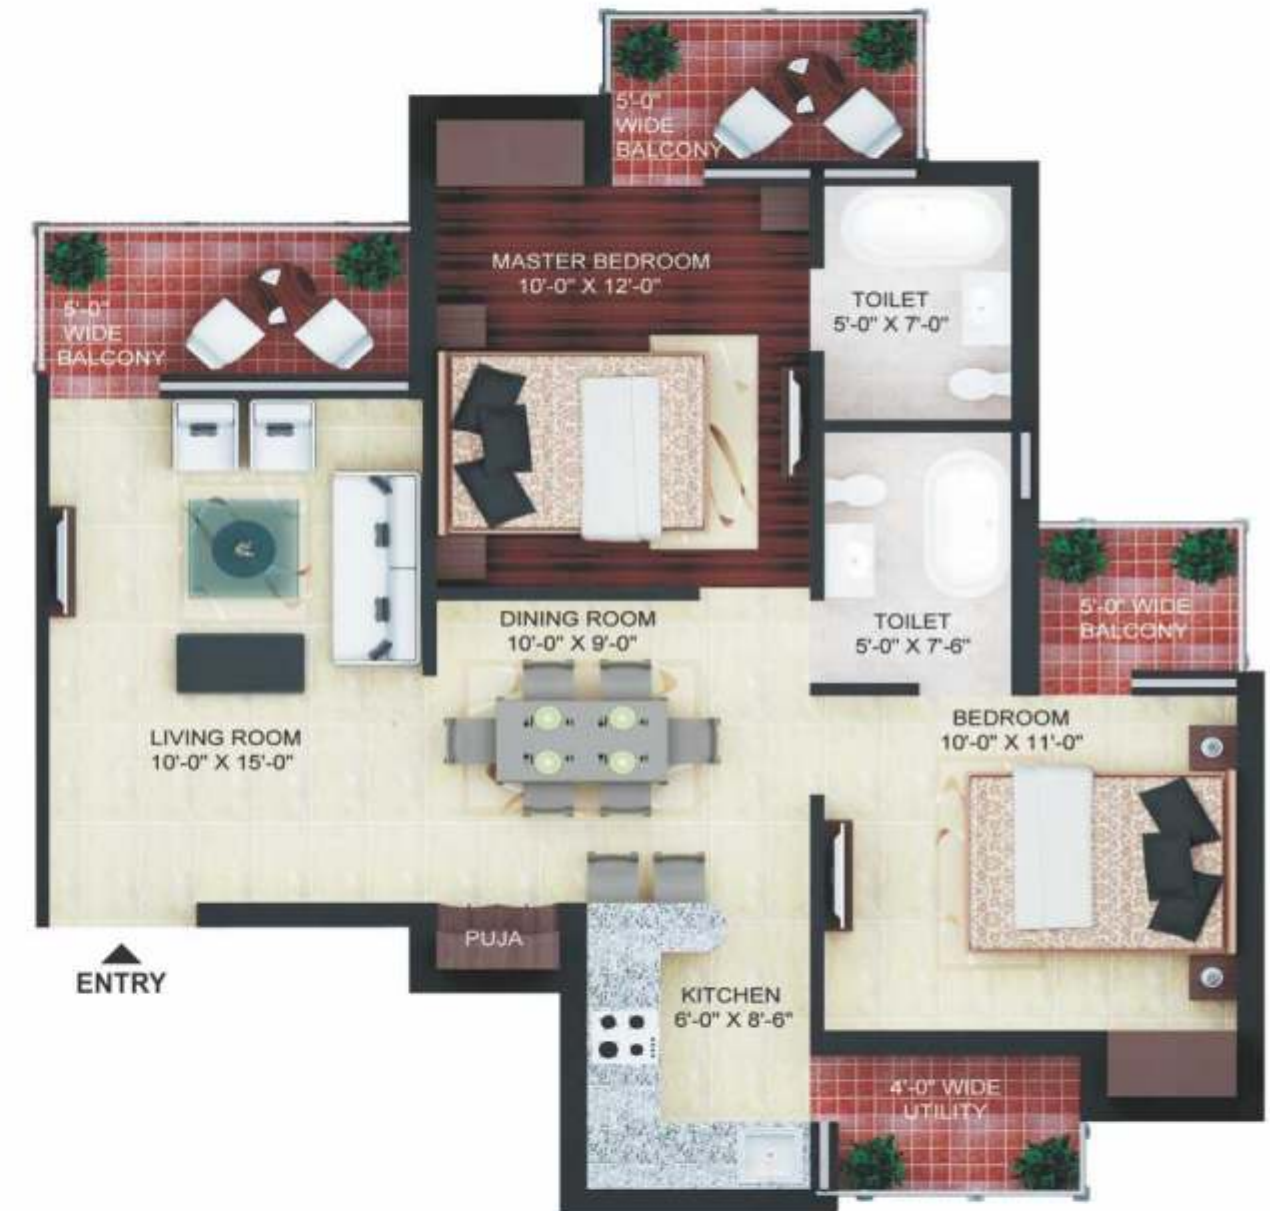 5'-0"
WIDE
BALCONY
MASTER BEDROOM
10'-0" X 12'-0"
TOILET
5'-0" X 7'-0"
5'-0"
WIDE
BALCONY
DINING ROOM
10'-0" X 9'-0"
TOILET
5'-0" X 7'-6"
5'-0" WIDE
BALCONY
LIVING ROOM
10'-0" X 15'-0"
BEDROOM
10'-0" X 11'-0"
PUJA
ENTRY
KITCHEN
6'-0" X 8'-6"
4'-0" WIDE
UTILITY